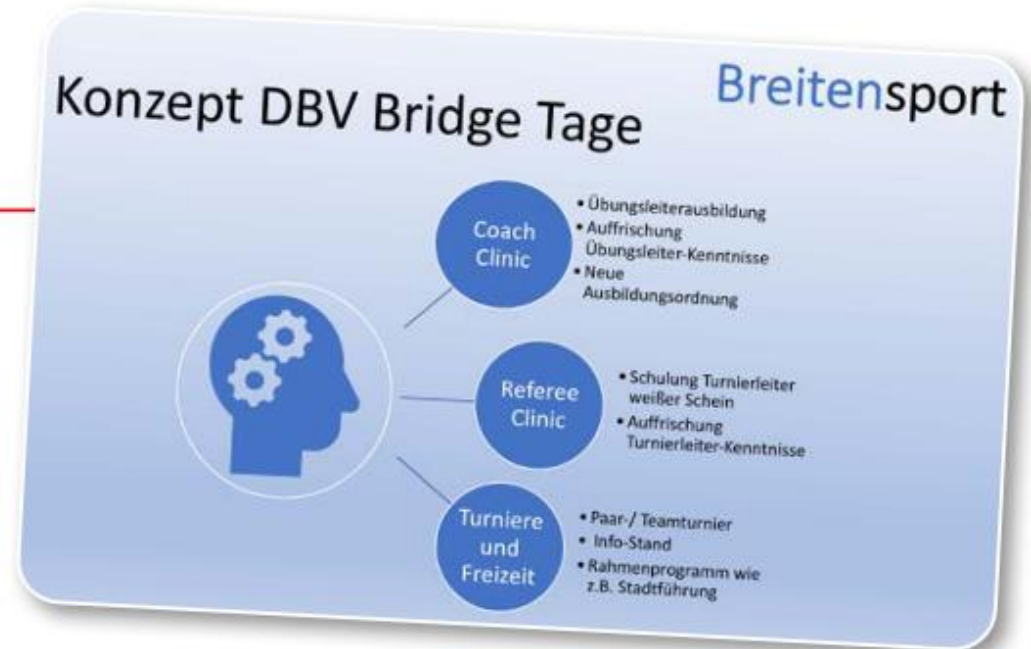 Breitensport
Konzept DBV Bridge Tage
Coach
Clinic
• Übungsleiterausbildung
• Auffrischung
Übungsleiter-Kenntnisse
• Neue
Ausbildungsordnung
Referee
Clinic
• Schulung Turnierleiter
weißer Schein
• Auffrischung
Turnierleiter-Kenntnisse
Turniere
und
Freizeit
• Paar-/ Teamturnier
• Info-Stand
• Rahmenprogramm wie
z.B. Stadtführung